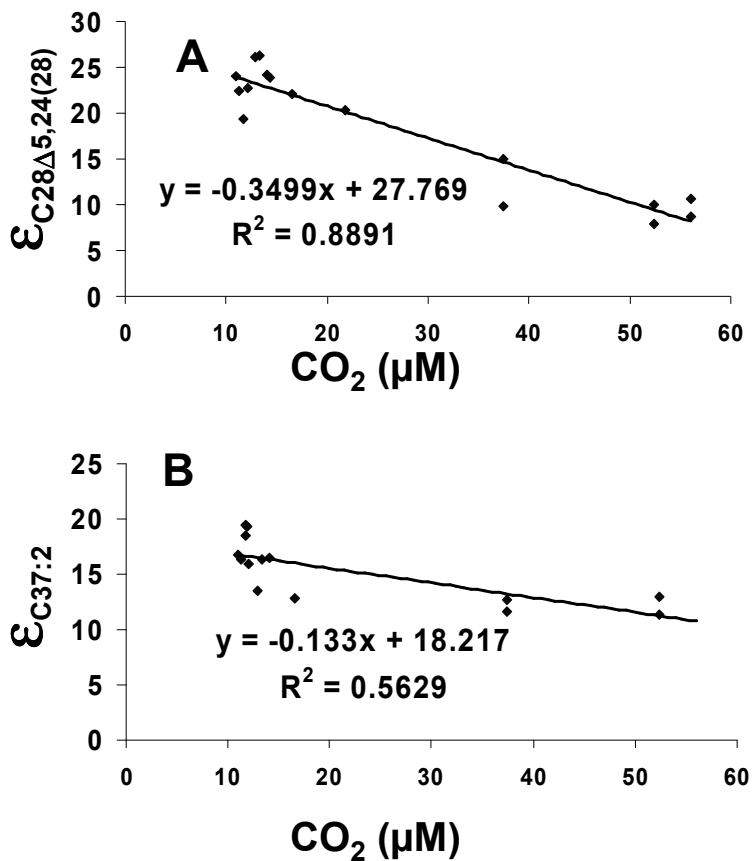 A
30
25
20
15
10
5
0
εC28Δ5,24(28)
y = -0.3499x + 27.769
R² = 0.8891
0 10 20 30 40 50 60
CO₂ (µM)
B
25
20
15
10
5
0
εC37:2
y = -0.133x + 18.217
R² = 0.5629
0 10 20 30 40 50 60
CO₂ (µM)